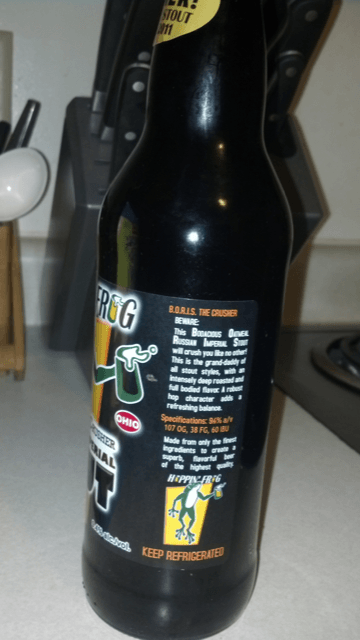 STOUT
2011
FROG
OHIO
B.O.R.I.S. THE CRUSHER
BEWARE:
This Bodacious Oatmeal
Russian Imperial Stout
will crush you like no other!
This is the grand-daddy of
all stout styles, with an
intensely deep roasted and
full bodied flavor. A robust
hop character adds a
refreshing balance.
Specifications: 9.4% a/v
107 OG, 38 FG, 60 IBU
Made from only the finest
ingredients to create a
superb, flavorful beer
of the highest quality.
HOPPIN' FROG
KEEP REFRIGERATED